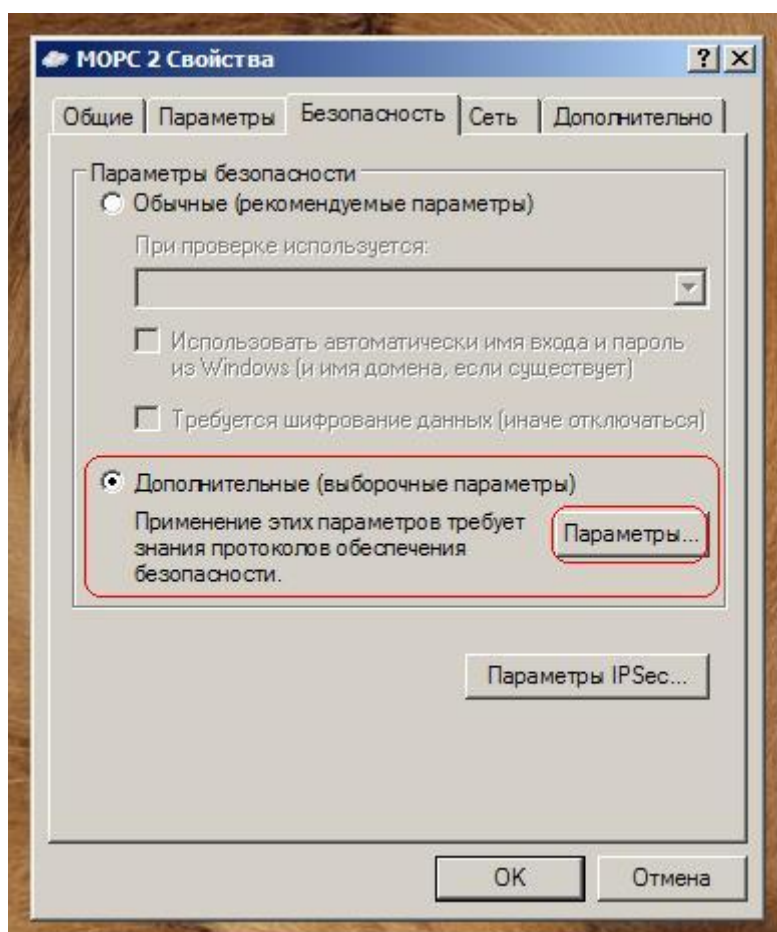 МОРС 2 Свойства
Общие Параметры Безопасность Сеть Дополнительно
Параметры безопасности
Обычные (рекомендуемые параметры)
При проверке используется:
Использовать автоматически имя входа и пароль
из Windows (и имя домена, если существует)
Требуется шифрование данных (иначе отключаться)
Дополнительные (выборочные параметры)
Применение этих параметров требует
знания протоколов обеспечения
безопасности.
Параметры...
Параметры IPSec...
OK Отмена